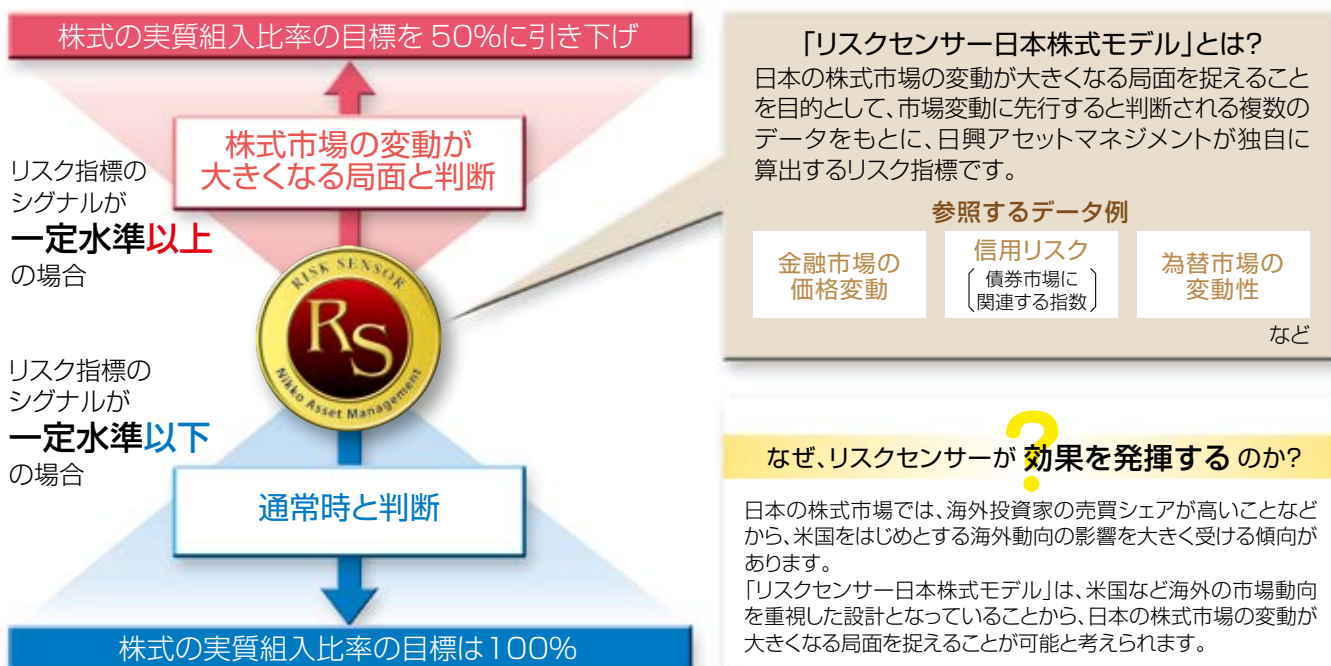 株式の実質組入比率の目標を50%に引き下げ
株式市場の変動が
大きくなる局面と判断
リスク指標の
シグナルが
一定水準以上
の場合
RISK SENSOR
RS
Nikko Asset Management
リスク指標の
シグナルが
一定水準以下
の場合
通常時と判断
株式の実質組入比率の目標は100%
「リスクセンサー日本株式モデル」とは?
日本の株式市場の変動が大きくなる局面を捉えること
を目的として、市場変動に先行すると判断される複数の
データをもとに、日興アセットマネジメントが独自に
算出するリスク指標です。
参照するデータ例
金融市場の
価格変動
信用リスク
(債券市場に
関連する指数)
為替市場の
変動性
など
なぜ、リスクセンサーが効果を発揮するのか?
日本の株式市場では、海外投資家の売買シェアが高いことなど
から、米国をはじめとする海外動向の影響を大きく受ける傾向が
あります。
「リスクセンサー日本株式モデル」は、米国など海外の市場動向
を重視した設計となっていることから、日本の株式市場の変動が
大きくなる局面を捉えることが可能と考えられます。